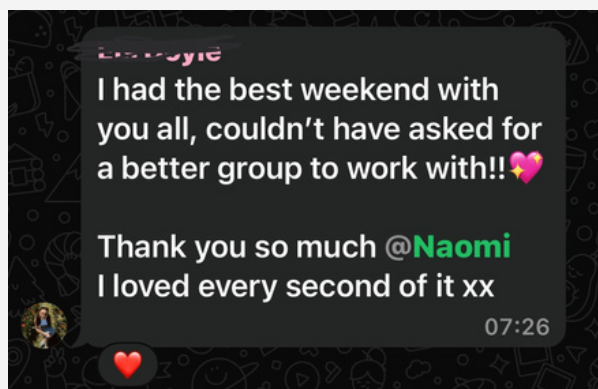 I had the best weekend with
you all, couldn’t have asked for
a better group to work with!!💖
Thank you so much @Naomi
I loved every second of it xx
07:26